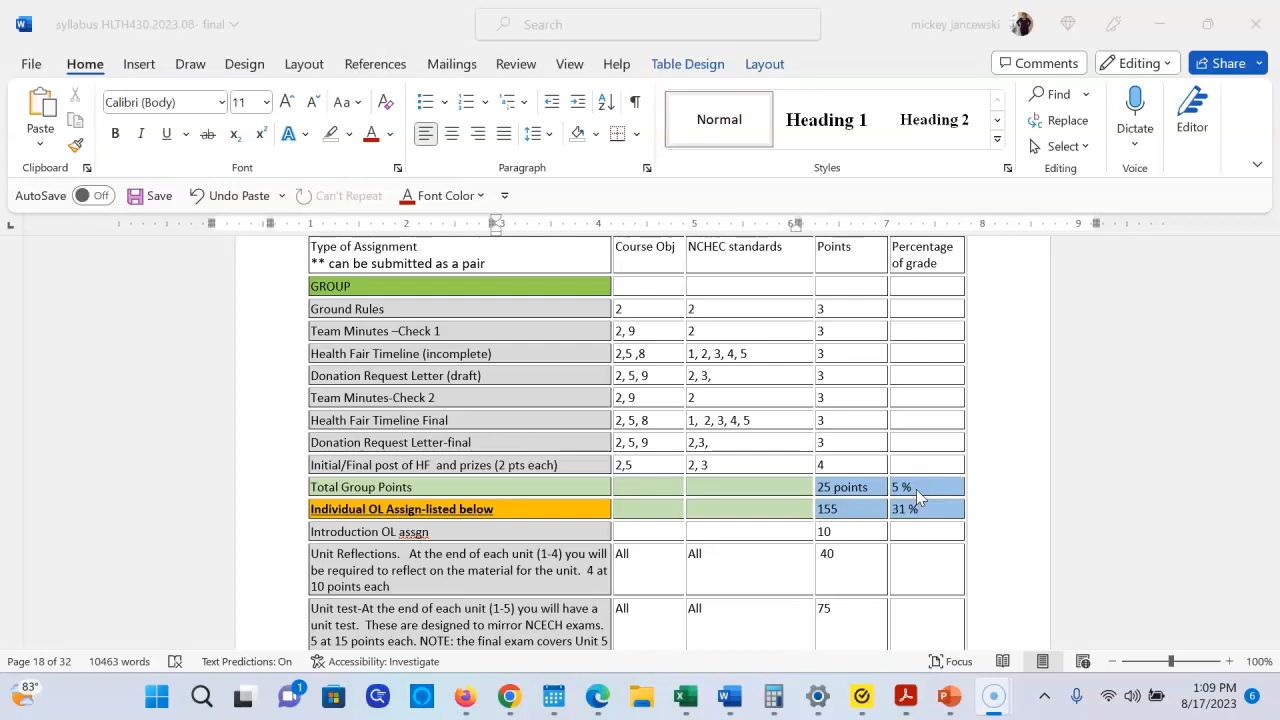 syllabus HLTH430.2023.08- final
Search
mickey jancewski
File Home Insert Draw Design Layout References Mailings Review View Help Table Design Layout
Comments Editing Share
Paste
Calibri (Body) 11 Aa
Normal Heading 1 Heading 2
Find
Replace
Select
Dictate
Editor
Clipboard Font Paragraph Styles Editing Voice Editor
AutoSave Off Save Undo Paste Can't Repeat Font Color
1 2 3 4 5 6 7 8 9
Type of Assignment Course Obj NCHEC standards Points Percentage
** can be submitted as a pair of grade
GROUP
Ground Rules 2 2 3
Team Minutes –Check 1 2, 9 2 3
Health Fair Timeline (incomplete) 2,5 ,8 1, 2, 3, 4, 5 3
Donation Request Letter (draft) 2, 5, 9 2, 3, 3
Team Minutes-Check 2 2, 9 2 3
Health Fair Timeline Final 2, 5, 8 1, 2, 3, 4, 5 3
Donation Request Letter-final 2, 5, 9 2,3, 3
Initial/Final post of HF and prizes (2 pts each) 2,5 2, 3 4
Total Group Points 25 points 5 %
Individual OL Assign-listed below 155 31 %
Introduction OL assgn 10
Unit Reflections. At the end of each unit (1-4) you will All All 40
be required to reflect on the material for the unit. 4 at
10 points each
Unit test-At the end of each unit (1-5) you will have a All All 75
unit test. These are designed to mirror NCECH exams.
5 at 15 points each. NOTE: the final exam covers Unit 5
Page 18 of 32 10463 words Text Predictions: On Accessibility: Investigate Focus 100%
83° 1 1:09 PM
8/17/2023 6